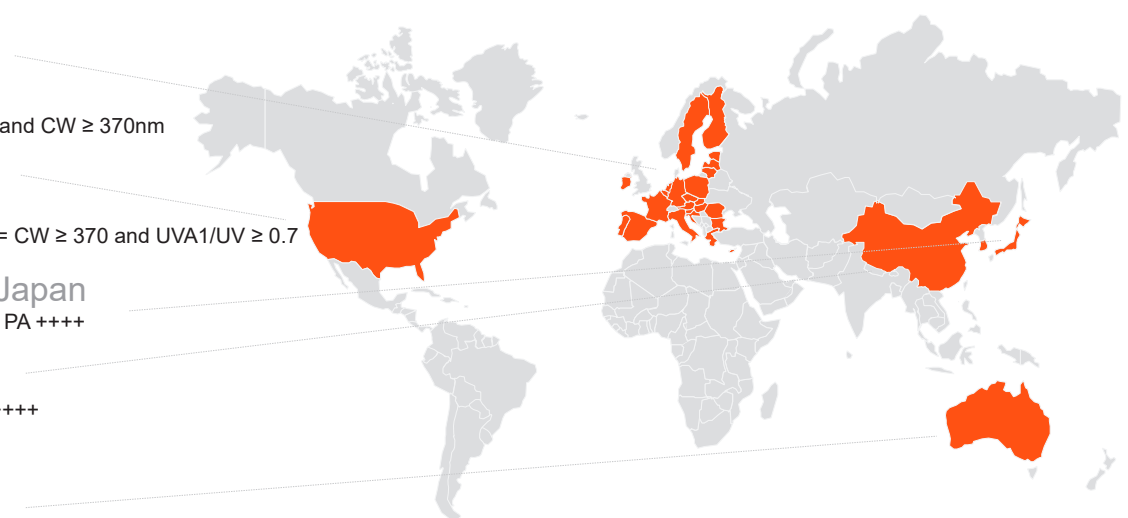 and CW ≥ 370nm
= CW ≥ 370 and UVA1/UV ≥ 0.7
Japan
PA ++++
+++